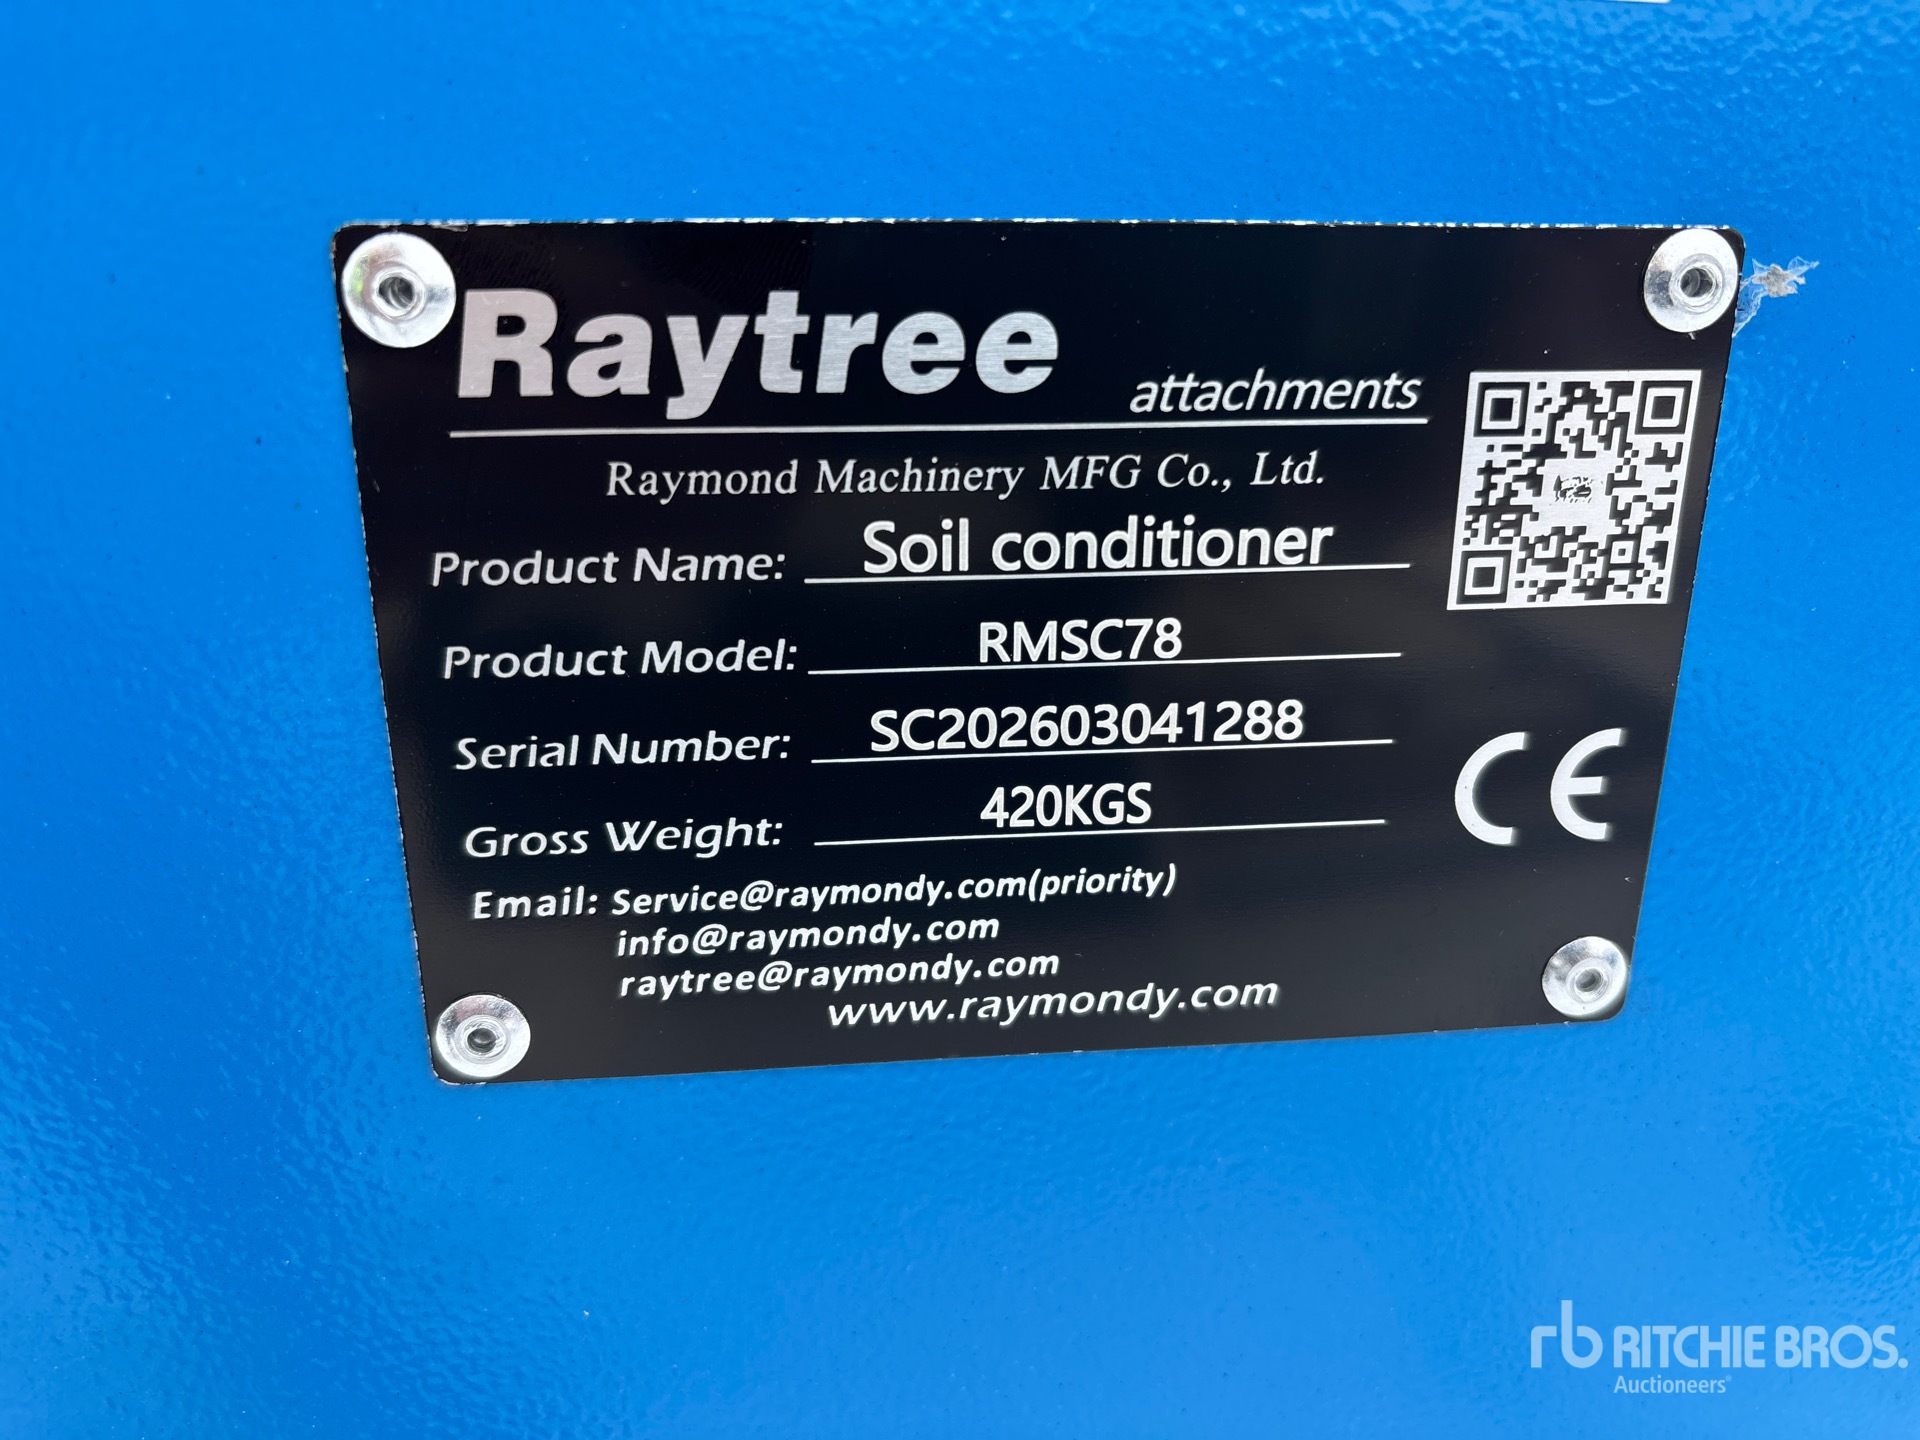 Raytree attachments
Raymond Machinery MFG Co., Ltd.
Product Name: Soil conditioner
Product Model: RMSC78
Serial Number: SC202603041288
Gross Weight: 420KGS
Email: Service@raymondy.com(priority)
info@raymondy.com
raytree@raymondy.com
www.raymondy.com
CE
rb RITCHIE BROS.
Auctioneers